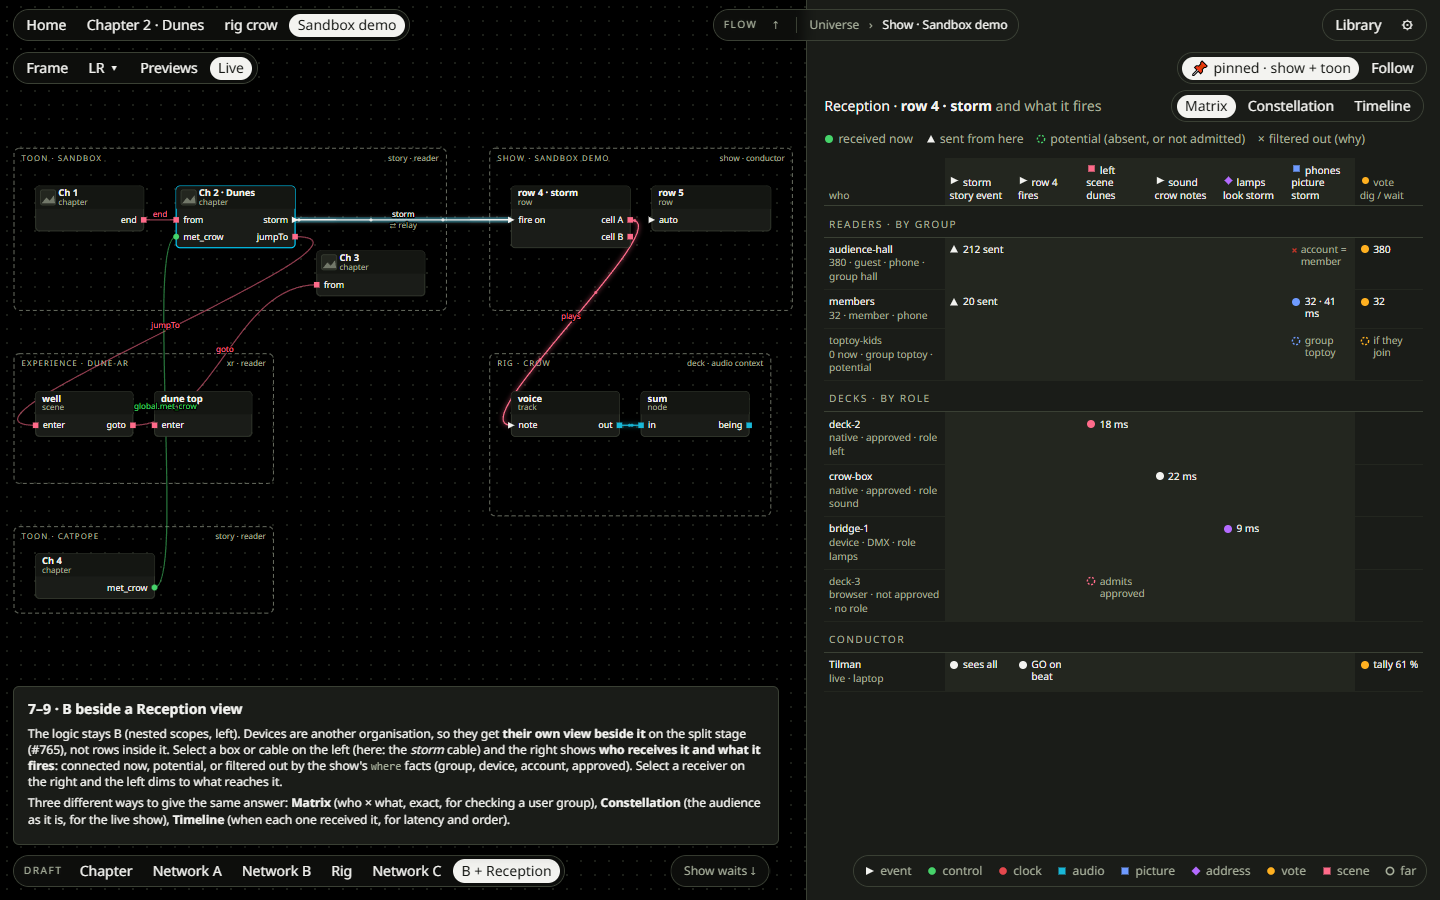 Home Chapter 2 · Dunes rig crow Sandbox demo
FLOW ↑ Universe › Show · Sandbox demo
Library ⚙
Frame LR ▾ Previews Live
📌 pinned · show + toon Follow
Reception · row 4 · storm and what it fires
Matrix Constellation Timeline
received now sent from here potential (absent, or not admitted) × filtered out (why)
TOON · SANDBOX story · reader
Ch 1
chapter
end
end
Ch 2 · Dunes
chapter
from storm
met_crow jumpTo
storm
⇄ relay
Ch 3
chapter
from
SHOW · SANDBOX DEMO show · conductor
row 4 · storm
row
fire on cell A
cell B
row 5
row
auto
jumpTo
goto
plays
EXPERIENCE · DUNE-AR xr · reader
well
scene
enter goto
global.met_crow
dune top
enter
RIG · CROW deck · audio context
voice
track
note out
sum
node
in being
TOON · CATPOPE story · reader
Ch 4
chapter
met_crow
who
storm
story event
row 4
fires
left
scene
dunes
sound
crow notes
lamps
look storm
phones
picture
storm
vote
dig / wait
READERS · BY GROUP
audience-hall
380 · guest · phone ·
group hall
212 sent
× account =
member
380
members
32 · member · phone
20 sent
32 · 41
ms
32
toptoy-kids
0 now · group toptoy ·
potential
group
toptoy
if they
join
DECKS · BY ROLE
deck-2
native · approved · role
left
18 ms
crow-box
native · approved · role
sound
22 ms
bridge-1
device · DMX · role
lamps
9 ms
deck-3
browser · not approved
· no role
admits
approved
CONDUCTOR
Tilman
live · laptop
sees all
GO on
beat
tally 61 %
7–9 · B beside a Reception view
The logic stays B (nested scopes, left). Devices are another organisation, so they get their own view beside it on the split stage
(#765), not rows inside it. Select a box or cable on the left (here: the storm cable) and the right shows who receives it and what it
fires: connected now, potential, or filtered out by the show's where facts (group, device, account, approved). Select a receiver on
the right and the left dims to what reaches it.
Three different ways to give the same answer: Matrix (who × what, exact, for checking a user group), Constellation (the audience
as it is, for the live show), Timeline (when each one received it, for latency and order).
DRAFT Chapter Network A Network B Rig Network C B + Reception
Show waits ↓
event control clock audio picture address vote scene far